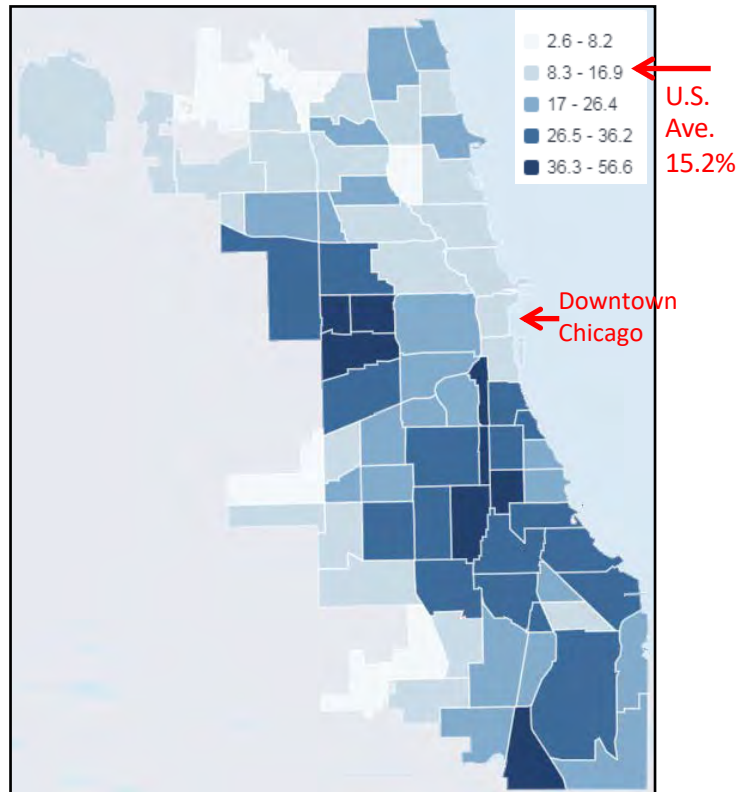 2.6 - 8.2
8.3 - 16.9
17 - 26.4
26.5 - 36.2
36.3 - 56.6
U.S.
Ave.
15.2%
Downtown
Chicago